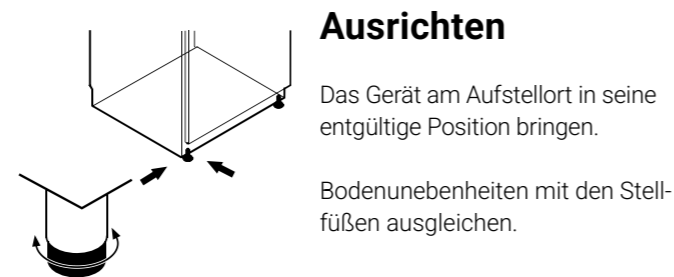 Ausrichten
Das Gerät am Aufstellort in seine
entgültige Position bringen.
Bodenunebenheiten mit den Stell-
füßen ausgleichen.